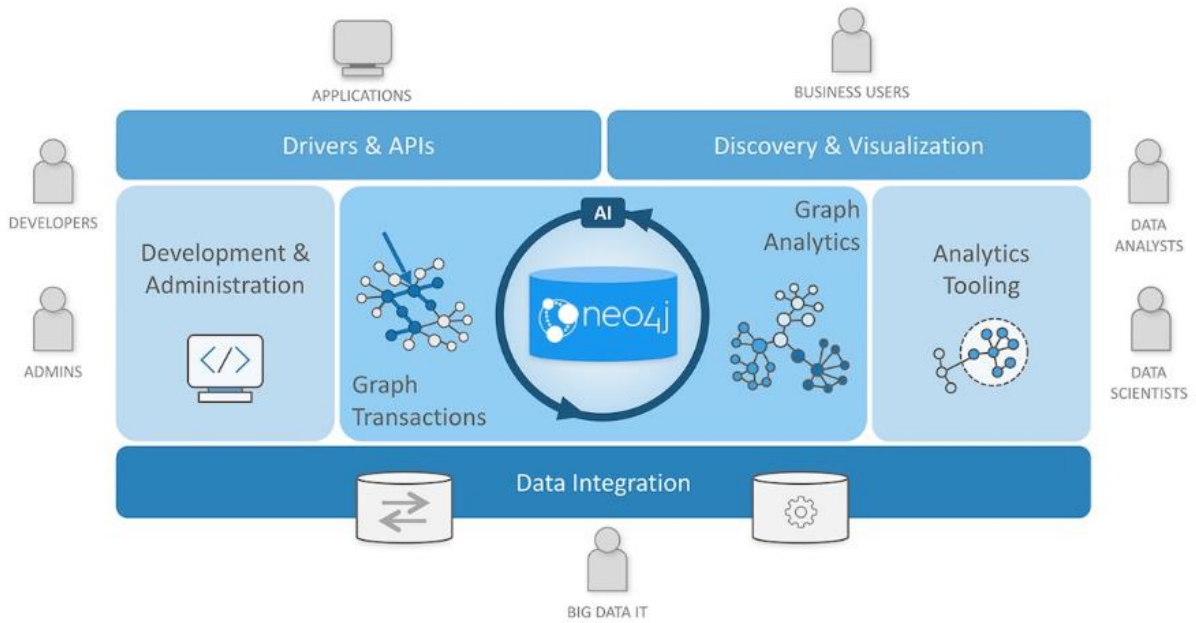 APPLICATIONS
BUSINESS USERS
Drivers & APIs
Discovery & Visualization
DEVELOPERS
ADMINS
Development &
Administration
Graph
Transactions
AI
neo4j
Graph
Analytics
Analytics
Tooling
DATA
ANALYSTS
DATA
SCIENTISTS
</>
Data Integration
BIG DATA IT